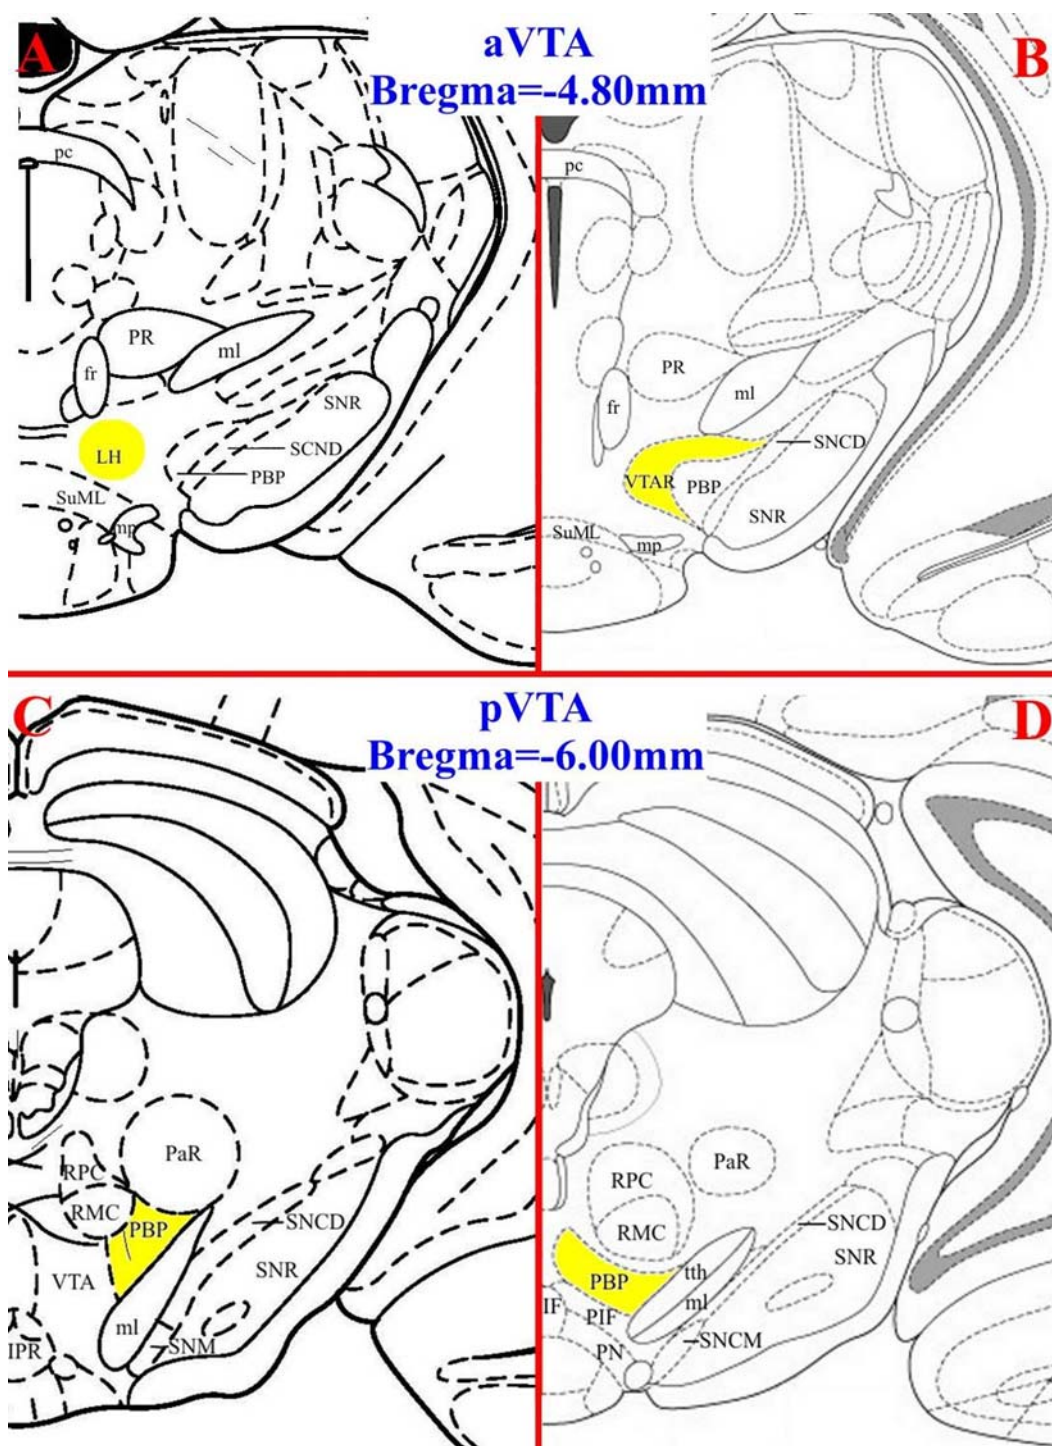 A
aVTA
Bregma=-4.80mm
B
pc
PR
ml
fr
SNR
LH
SCND
PBP
SuML
mp
pc
PR
ml
fr
SNCD
VTAR
PBP
SNR
SuML
mp
C
pVTA
Bregma=-6.00mm
D
PaR
RPC
RMC
PBP
SNCD
VTA
SNR
ml
SNM
IPR
RPC
PaR
RMC
SNCD
SNR
PBP
tth
ml
IF
PIF
PN
SNCM